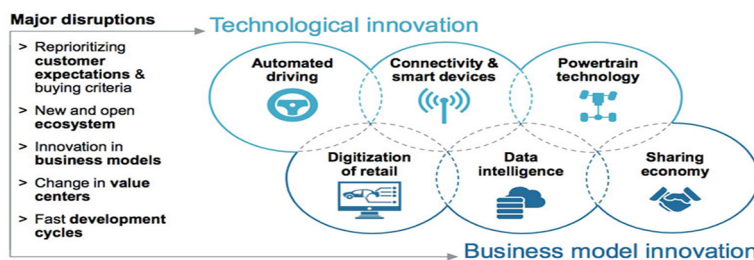 Major disruptions
> Reprioritizing
customer
expectations &
buying criteria
> New and open
ecosystem
> Innovation in
business models
> Change in value
centers
> Fast development
cycles
Technological innovation
Automated
driving
Connectivity &
smart devices
Powertrain
technology
Digitization
of retail
Data
intelligence
Sharing
economy
Business model innovation